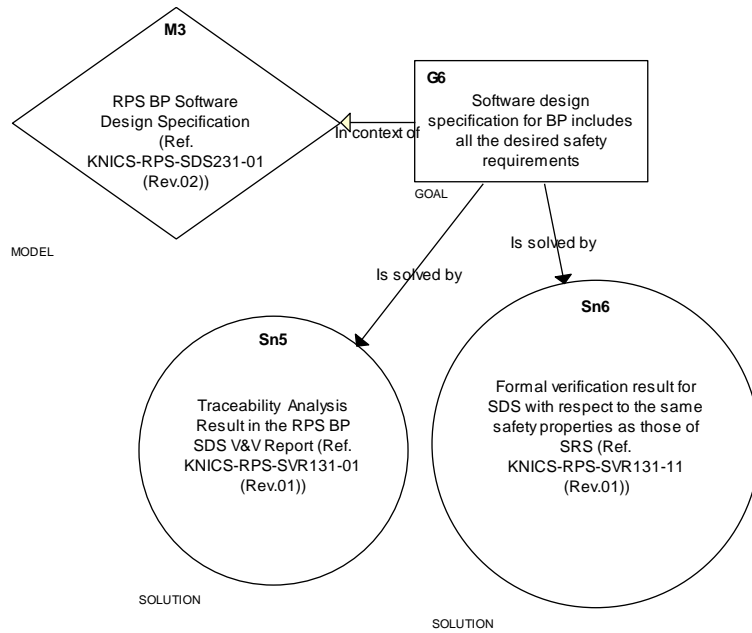 M3
RPS BP Software
Design Specification
(Ref.
KNICS-RPS-SDS231-01
(Rev.02))
MODEL
In context of
G6
Software design
specification for BP includes
all the desired safety
requirements
GOAL
Is solved by
Is solved by
Sn5
Traceability Analysis
Result in the RPS BP
SDS V&V Report (Ref.
KNICS-RPS-SVR131-01
(Rev.01))
SOLUTION
Sn6
Formal verification result for
SDS with respect to the same
safety properties as those of
SRS (Ref.
KNICS-RPS-SVR131-11
(Rev.01))
SOLUTION